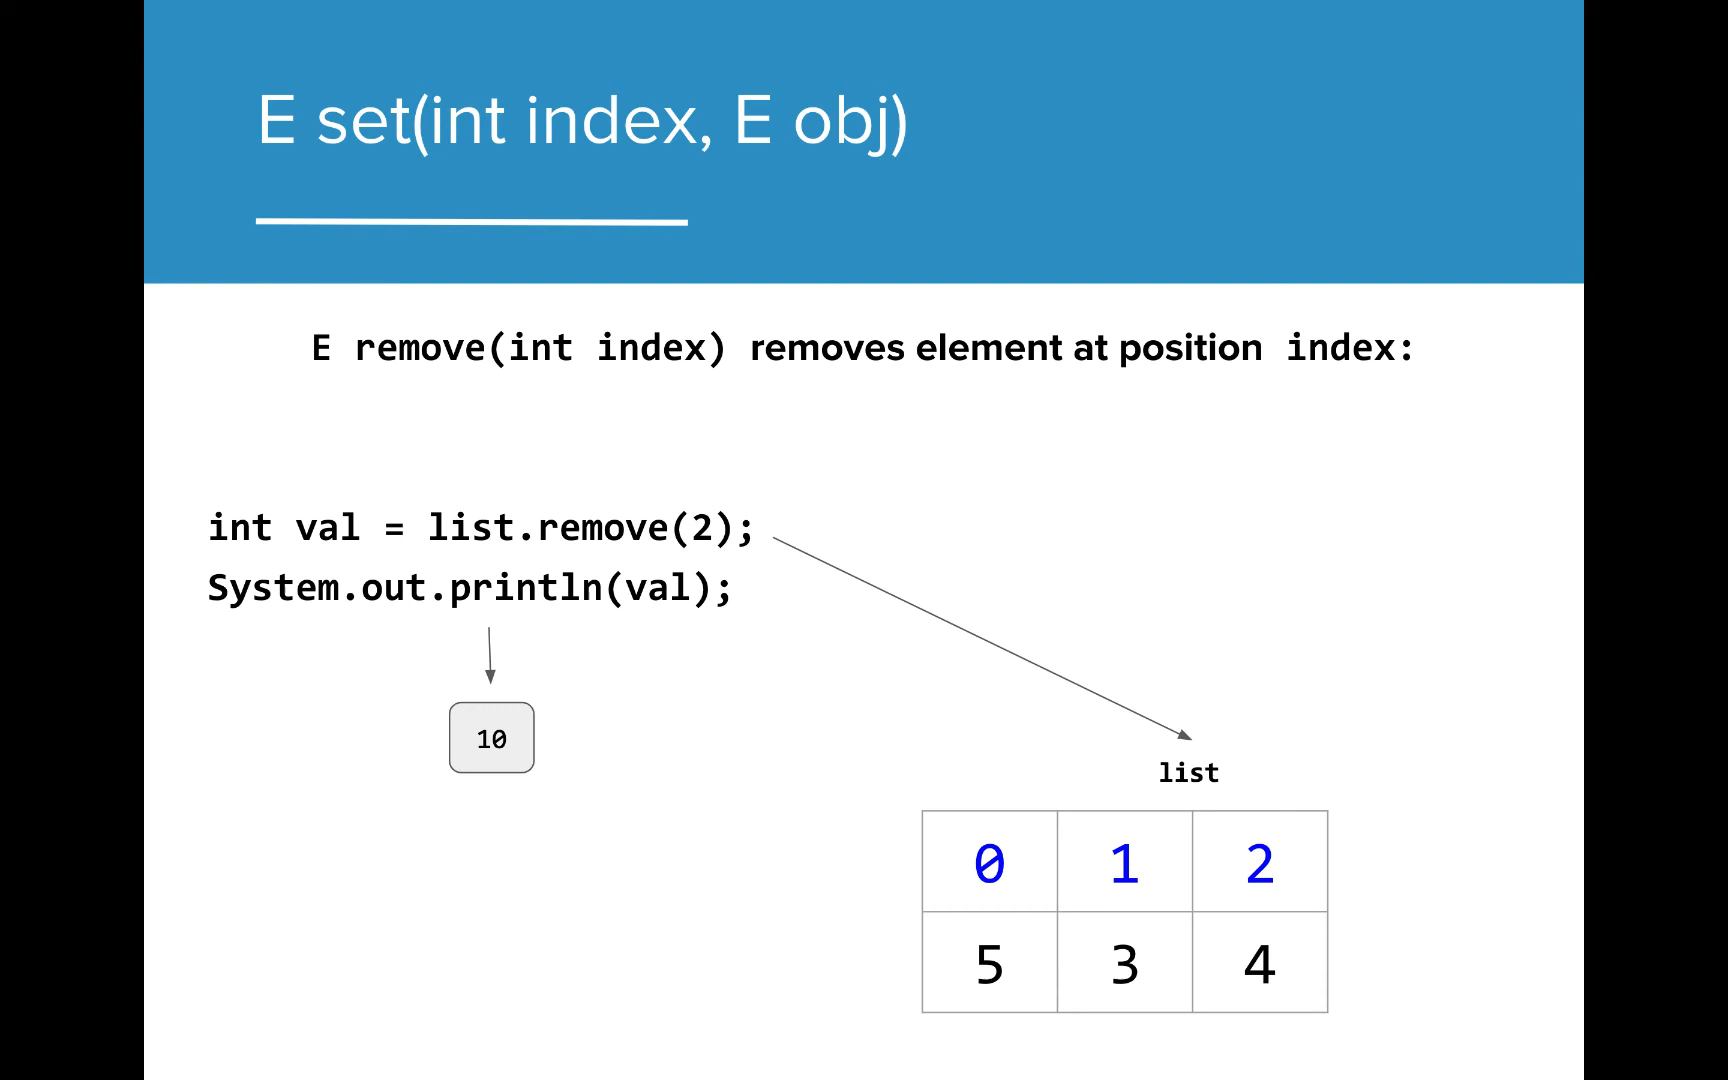 E set(int index, E obj)
E remove(int index) removes element at position index:
int val = list.remove(2);
System.out.println(val);
10
list
0 1 2
5 3 4